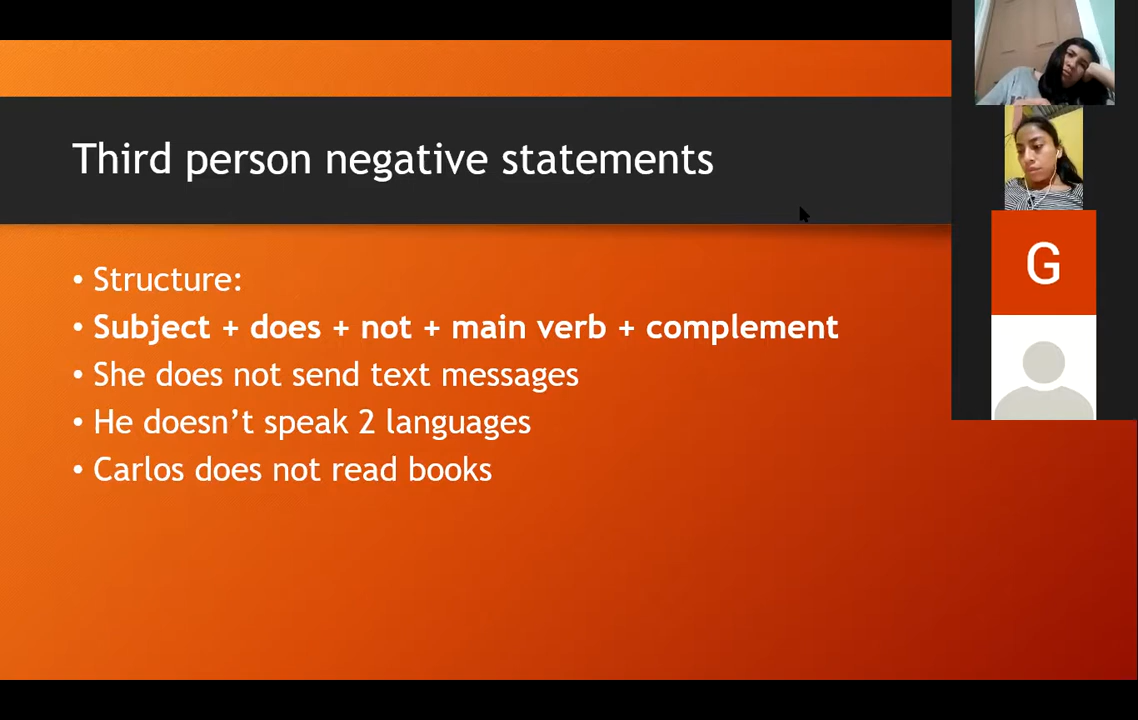 Third person negative statements
• Structure:
• Subject + does + not + main verb + complement
• She does not send text messages
• He doesn’t speak 2 languages
• Carlos does not read books
G